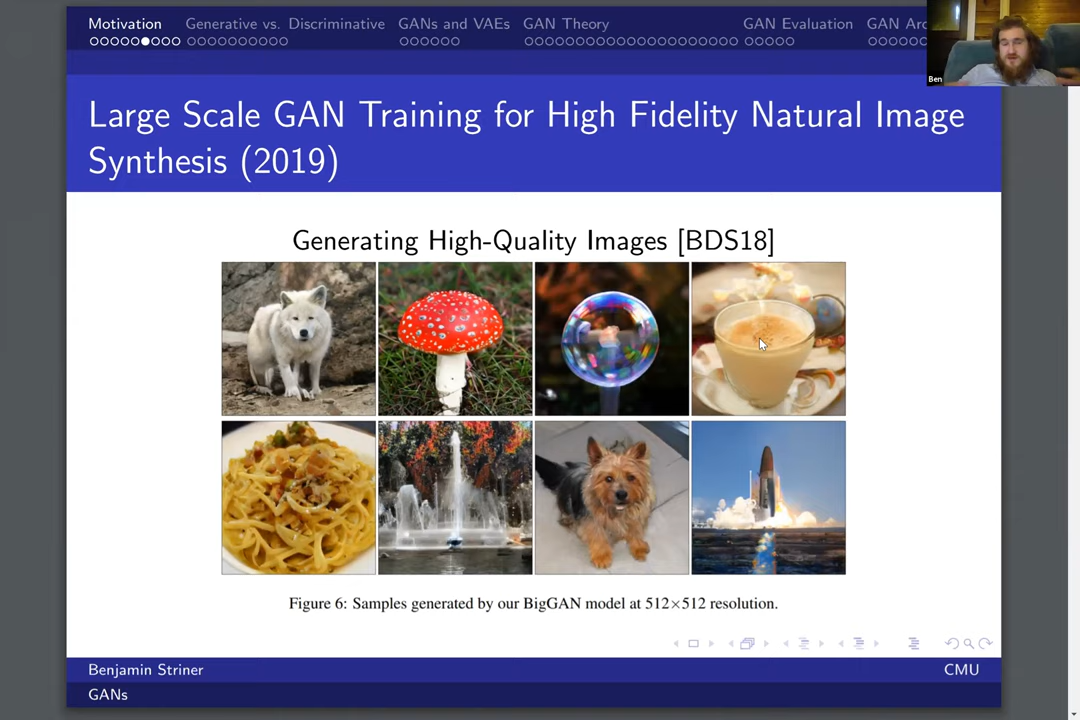 Motivation Generative vs. Discriminative GANs and VAEs GAN Theory GAN Evaluation GAN
Ben
Large Scale GAN Training for High Fidelity Natural Image
Synthesis (2019)
Generating High-Quality Images [BDS18]
Figure 6: Samples generated by our BigGAN model at 512×512 resolution.
Benjamin Striner CMU
GANs